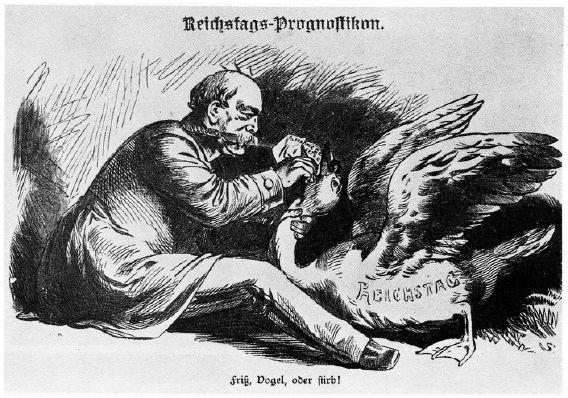 Reichstags-Prognostikon.
REICHSTAG
Friß, Vogel, oder stirb!